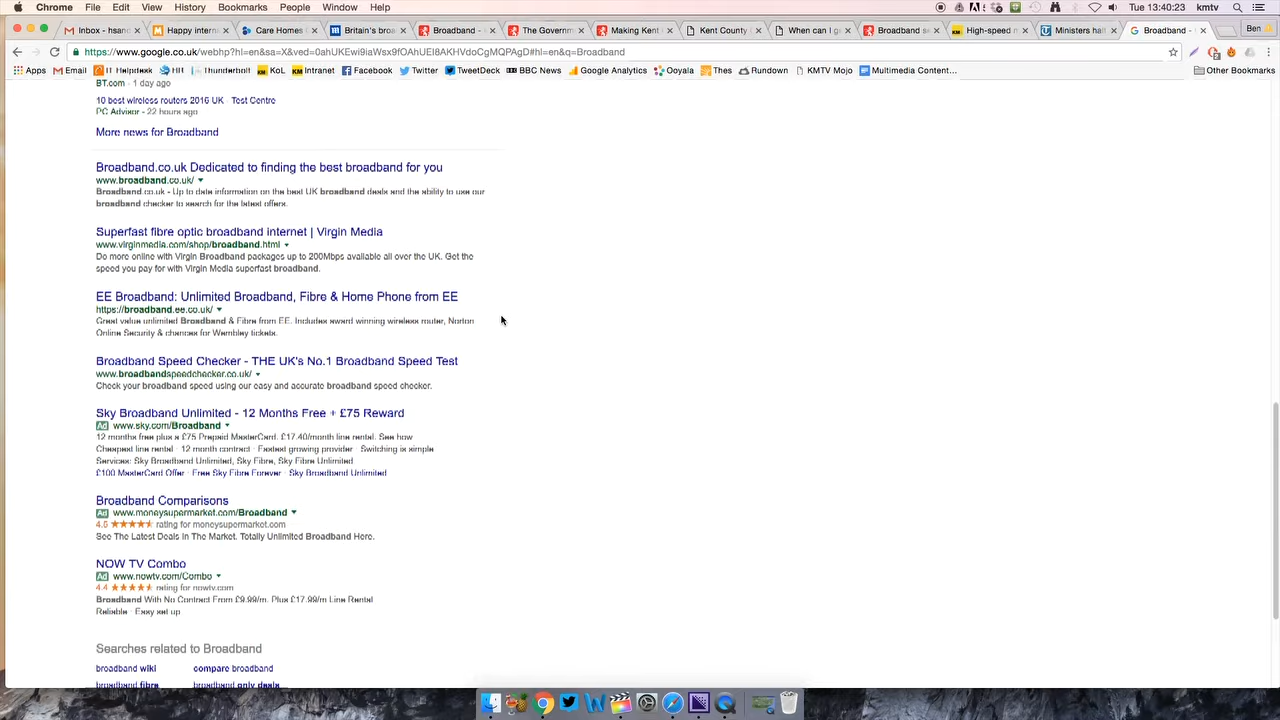 Chrome File Edit View History Bookmarks People Window Help Tue 13:40:23 kmtv
Inbox - hsan Happy intern Care Homes Britain's broa Broadband - The Governm Making Kent Kent County When can I g Broadband se High-speed n Ministers hal Broadband - Ben
https://www.google.co.uk/webhp?hl=en&sa=X&ved=0ahUKEwi9iaWsx9fOAhUEI8AKHVdoCgMQPAgD#hl=en&q=Broadband
Apps Email IT Helpdesk HH Thunderbolt KoL Intranet Facebook Twitter TweetDeck BBC News Google Analytics Ooyala Thes Rundown KMTV Mojo Multimedia Content... Other Bookmarks
BT.com - 1 day ago
10 best wireless routers 2016 UK - Test Centre
PC Advisor - 22 hours ago
More news for Broadband
Broadband.co.uk Dedicated to finding the best broadband for you
www.broadband.co.uk/
Broadband.co.uk - Up to date information on the best UK broadband deals and the ability to use our
broadband checker to search for the latest offers.
Superfast fibre optic broadband internet | Virgin Media
www.virginmedia.com/shop/broadband.html
Do more online with Virgin Broadband packages up to 200Mbps available all over the UK. Get the
speed you pay for with Virgin Media superfast broadband.
EE Broadband: Unlimited Broadband, Fibre & Home Phone from EE
https://broadband.ee.co.uk/
Great value unlimited Broadband & Fibre from EE. Includes award winning wireless router, Norton
Online Security & chances for Wembley tickets.
Broadband Speed Checker - THE UK's No.1 Broadband Speed Test
www.broadbandspeedchecker.co.uk/
Check your broadband speed using our easy and accurate broadband speed checker.
Sky Broadband Unlimited - 12 Months Free + £75 Reward
Ad www.sky.com/Broadband
12 months free plus a £75 Prepaid MasterCard. £17.40/month line rental. See how
Cheapest line rental · 12 month contract · Fastest growing provider · Switching is simple
Services: Sky Broadband Unlimited, Sky Fibre, Sky Fibre Unlimited
£100 MasterCard Offer · Free Sky Fibre Forever · Sky Broadband Unlimited
Broadband Comparisons
Ad www.moneysupermarket.com/Broadband
4.5 rating for moneysupermarket.com
See The Latest Deals In The Market. Totally Unlimited Broadband Here.
NOW TV Combo
Ad www.nowtv.com/Combo
4.4 rating for nowtv.com
Broadband With No Contract From £9.99/m. Plus £17.99/m Line Rental
Reliable · Easy set up
Searches related to Broadband
broadband wiki compare broadband
broadband fibre broadband only deals